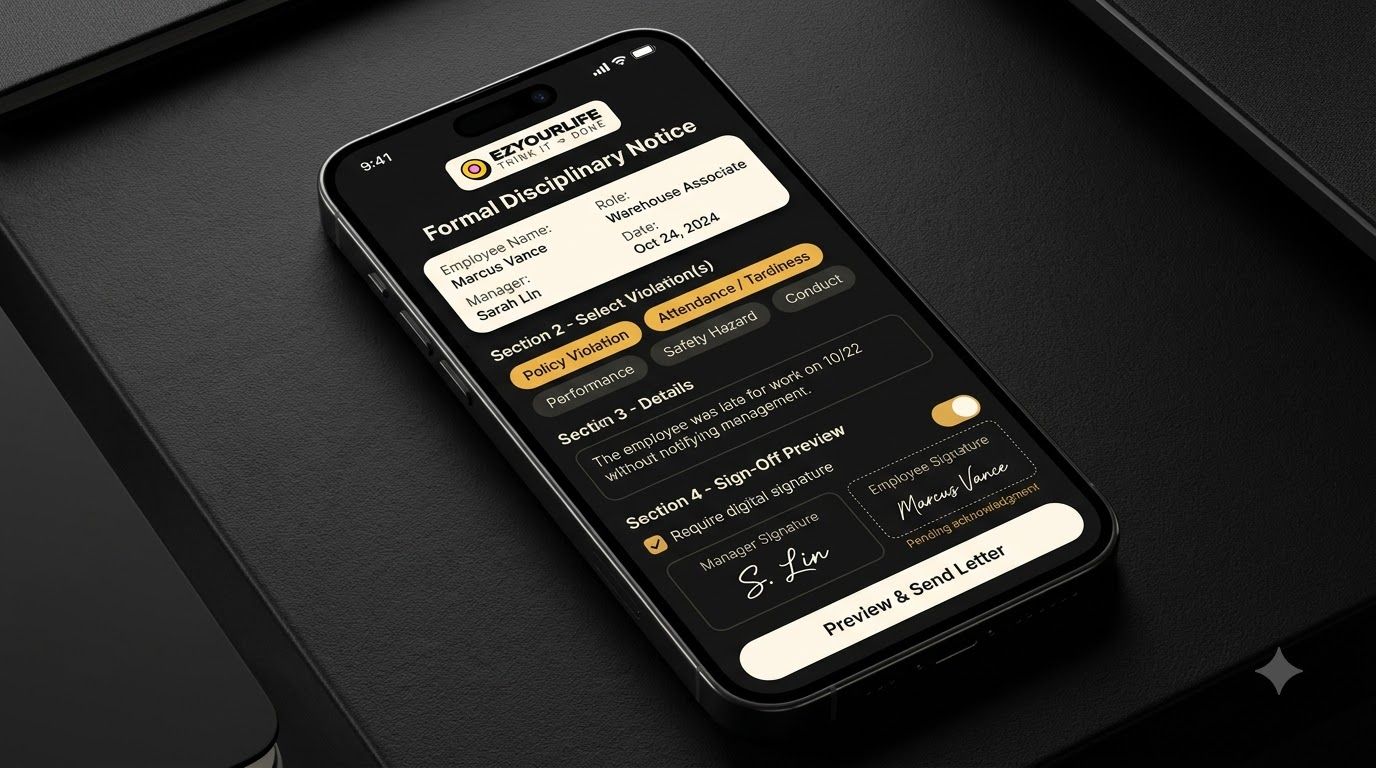 9:41
EZYOURLIFE
THINK IT → DONE
Formal Disciplinary Notice
Employee Name:
Marcus Vance
Role:
Warehouse Associate
Manager:
Sarah Lin
Date:
Oct 24, 2024
Section 2 - Select Violation(s)
Policy Violation
Attendance / Tardiness
Performance
Safety Hazard
Conduct
Section 3 - Details
The employee was late for work on 10/22
without notifying management.
Section 4 - Sign-Off Preview
Require digital signature
Manager Signature
S. Lin
Employee Signature
Marcus Vance
Pending acknowledgment
Preview & Send Letter